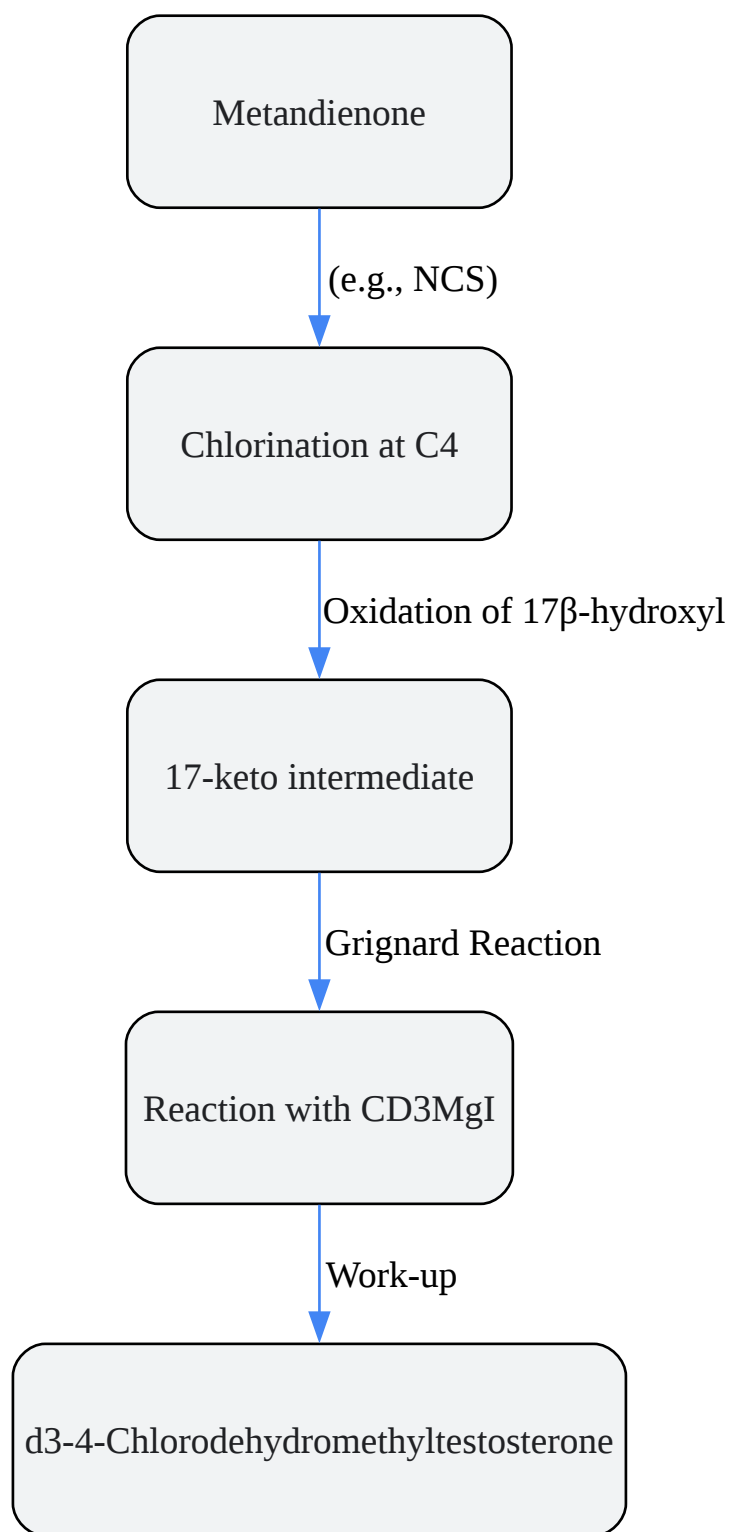 Metandienone
(e.g., NCS)
Chlorination at C4
Oxidation of 17β-hydroxyl
17-keto intermediate
Grignard Reaction
Reaction with CD3MgI
Work-up
d3-4-Chlorodehydromethyltestosterone